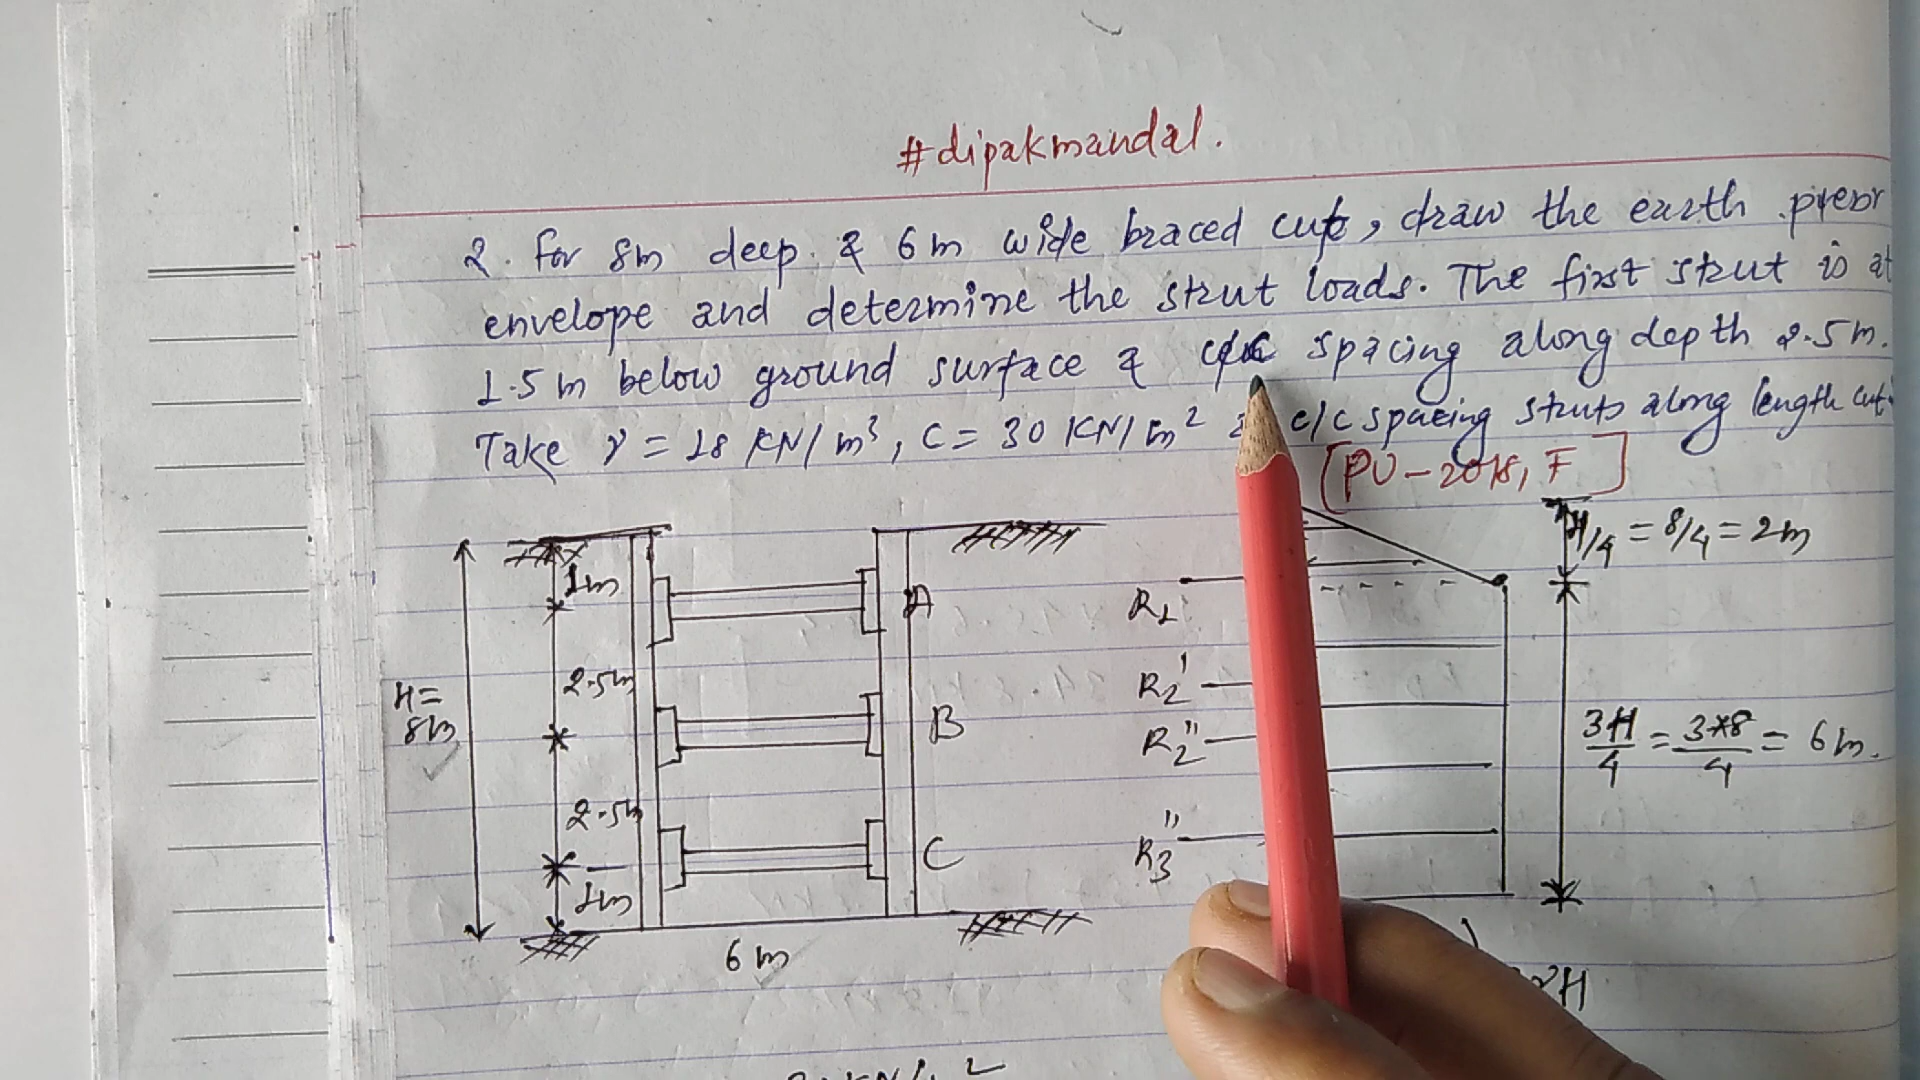 #dipakmandal.
2. For 8m deep & 6m wide braced cut, draw the earth
envelope and determine the strut loads. The first strut is at
1.5m below ground surface & spacing along depth 2.5m.
Take γ = 18 KN/m³, C = 30 KN/m² c/c spacing struts along length cut
[PU-2018, F]
H/4 = 8/4 = 2m
1m
A
R1
2.5m
R2'
H=
8m
B
R2"
3H/4 = 3*8/4 = 6m.
2.5m
C
R3"
1m
6m